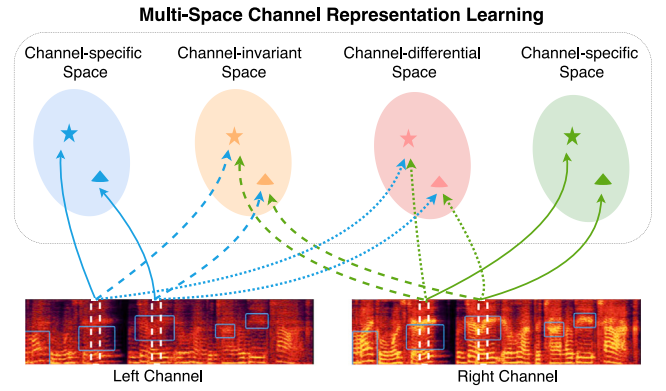 Multi-Space Channel Representation Learning
Channel-specific
Space
Channel-invariant
Space
Channel-differential
Space
Channel-specific
Space
Left Channel
Right Channel